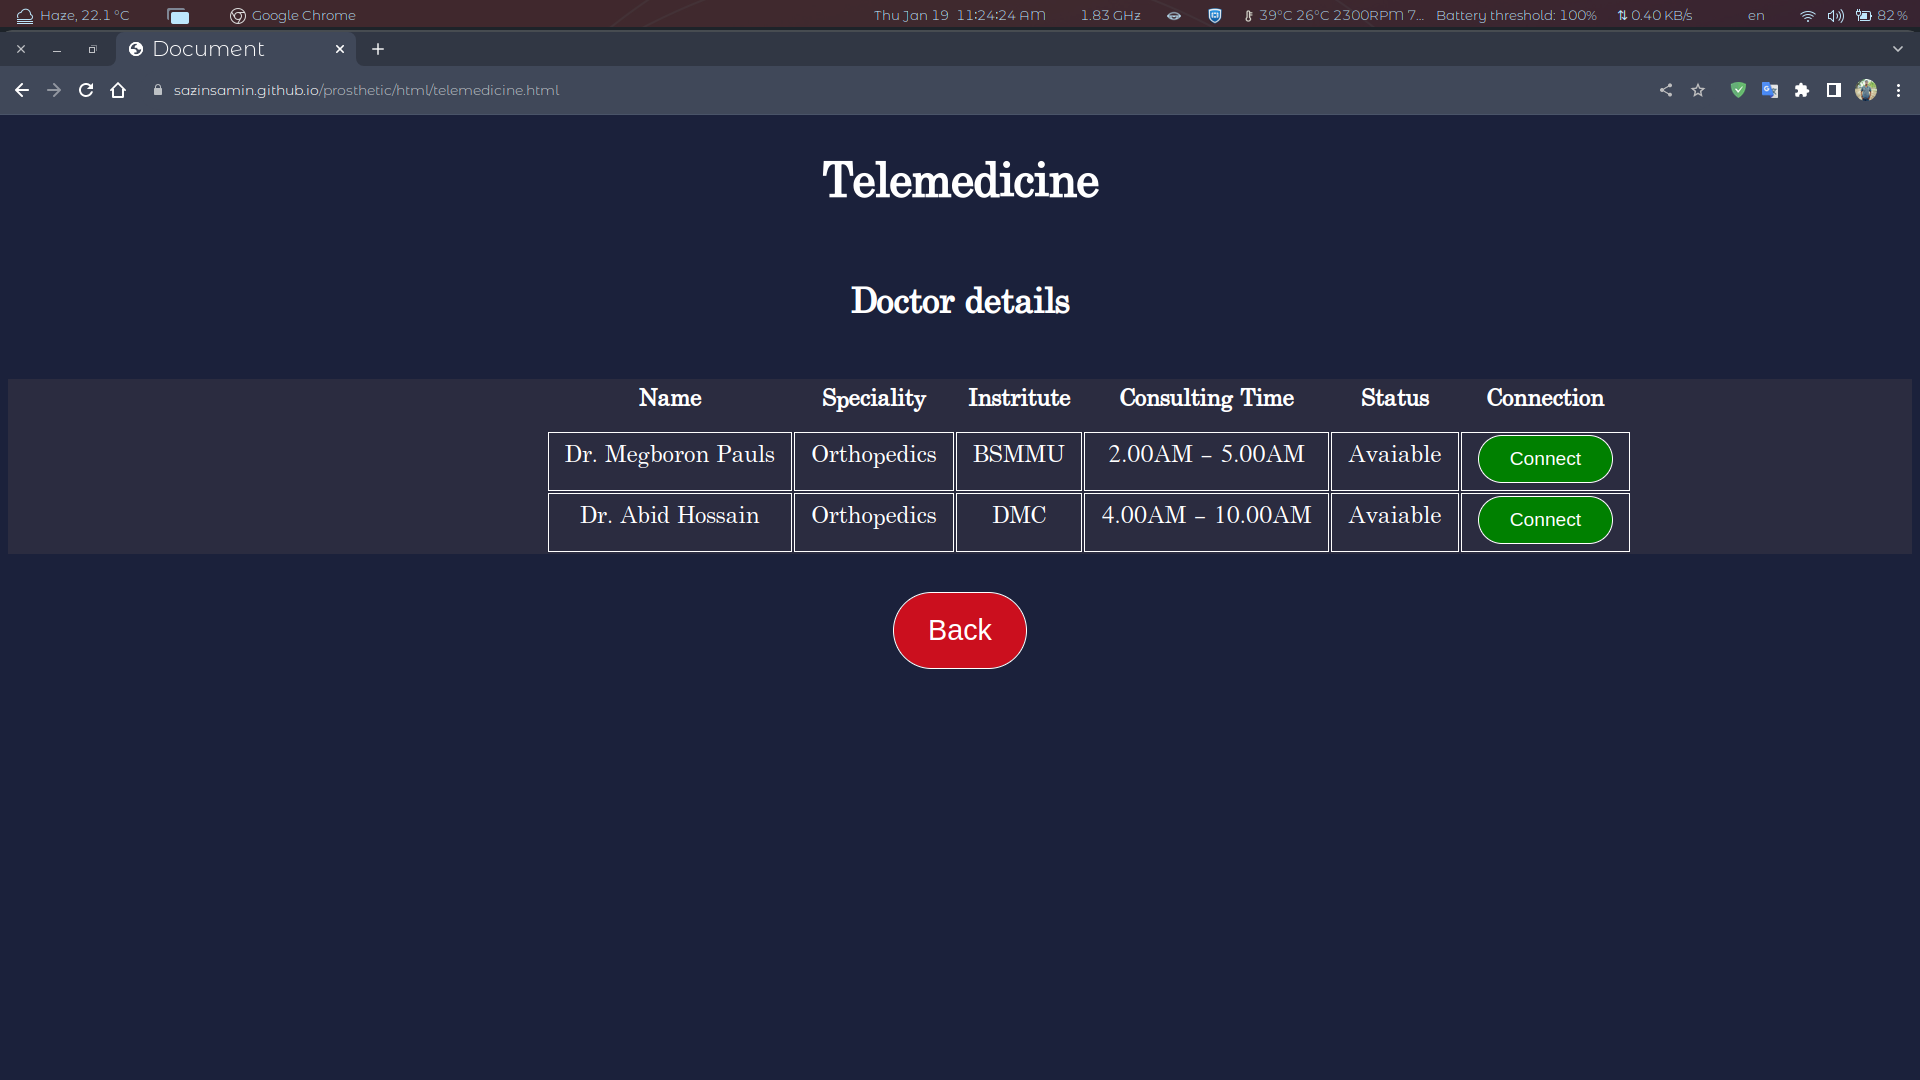 Haze, 22.1 °C Google Chrome Thu Jan 19 11:24:24 AM 1.83 GHz 39°C 26°C 2300RPM 7... Battery threshold: 100% ⇅ 0.40 KB/s en 82 %
Document
sazinsamin.github.io/prosthetic/html/telemedicine.html
Telemedicine
Doctor details
Name Speciality Institritute Consulting Time Status Connection
Dr. Megboron Pauls Orthopedics BSMMU 2.00AM - 5.00AM Avaiable Connect
Dr. Abid Hossain Orthopedics DMC 4.00AM - 10.00AM Avaiable Connect
Back